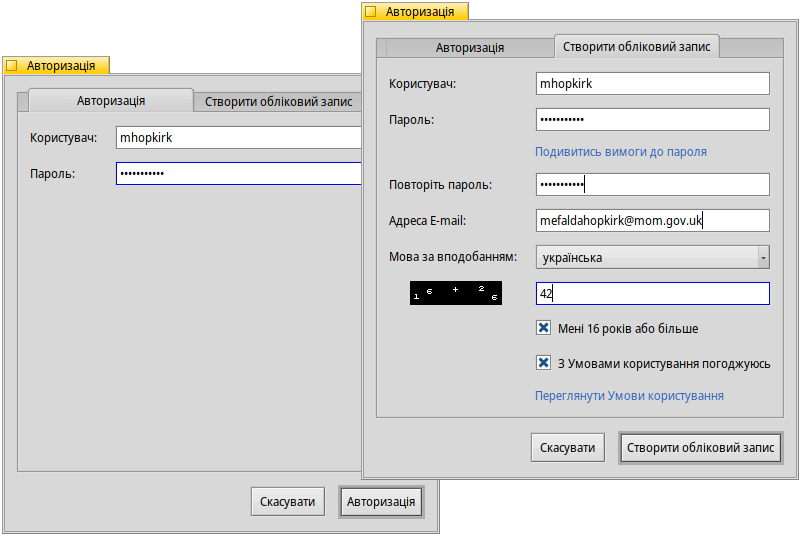 Авторизація
Авторизація
Створити обліковий запис
Користувач:
mhopkirk
Пароль:
•••••••••••
Скасувати
Авторизація
Авторизація
Авторизація
Створити обліковий запис
Користувач:
mhopkirk
Пароль:
•••••••••••
Подивитись вимоги до пароля
Повторіть пароль:
•••••••••••
Адреса E-mail:
mefaldahopkirk@mom.gov.uk
Мова за вподобанням:
українська
16 + 26
42
Мені 16 років або більше
З Умовами користування погоджуюсь
Переглянути Умови користування
Скасувати
Створити обліковий запис